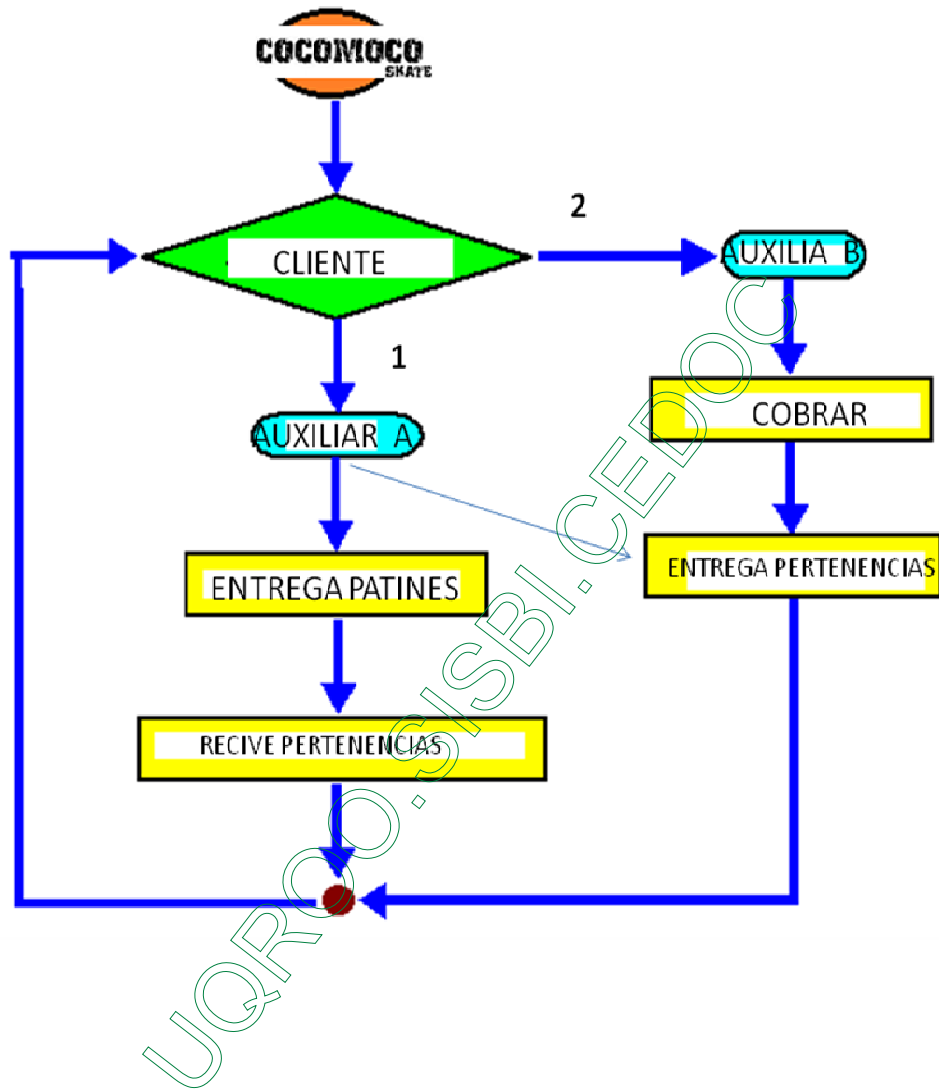 COCOMOCO
SKATE
2
CLIENTE
AUXILIA B
1
COBRAR
AUXILIAR A
ENTREGA PERTENENCIAS
ENTREGA PATINES
RECIVE PERTENENCIAS
UQROO.SISBI.CEDOC